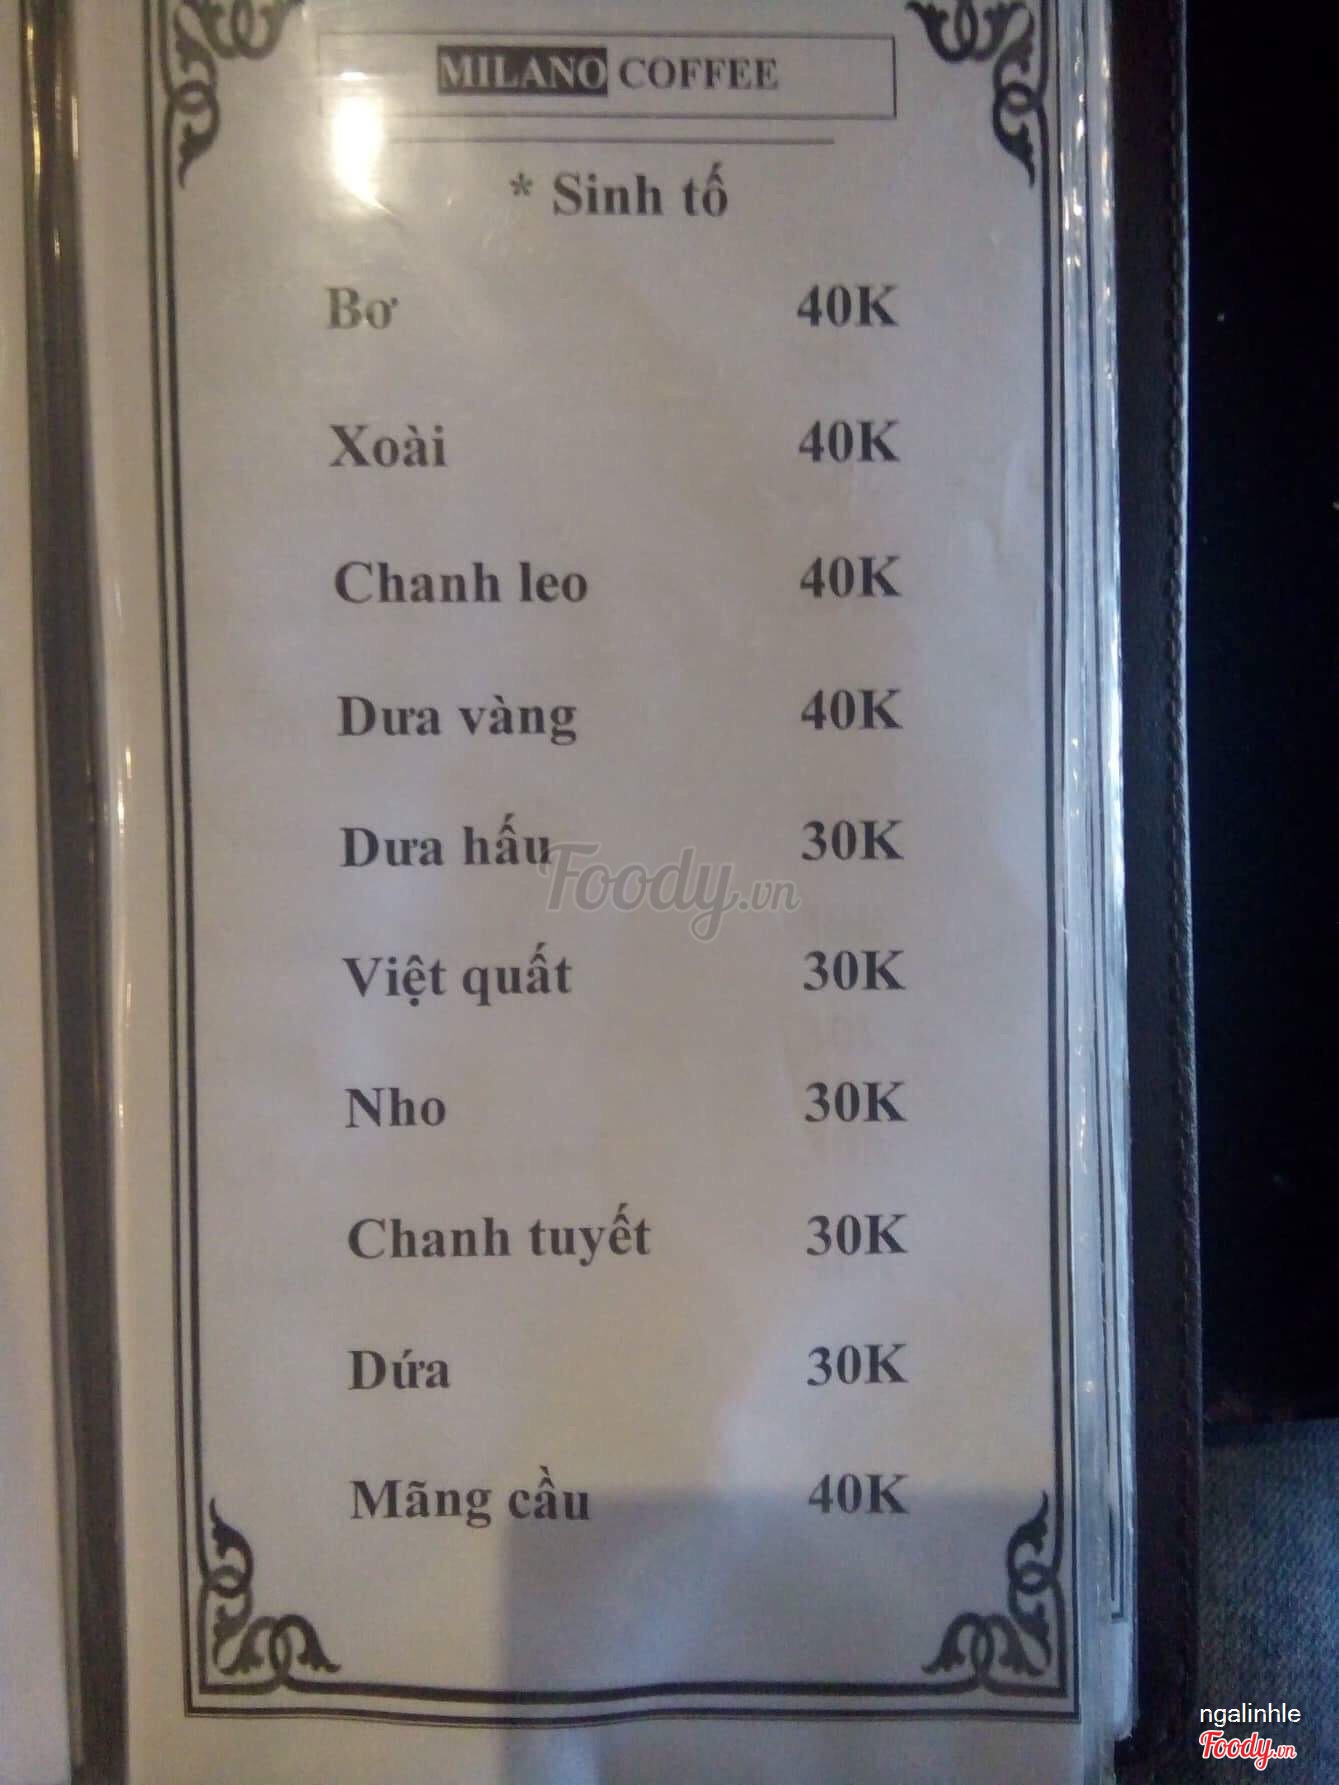 MILANO COFFEE
* Sinh tố
Bơ 40K
Xoài 40K
Chanh leo 40K
Dưa vàng 40K
Dưa hấu 30K
Foody.vn
Việt quất 30K
Nho 30K
Chanh tuyết 30K
Dứa 30K
Mãng cầu 40K
ngalinhle
Foody.vn